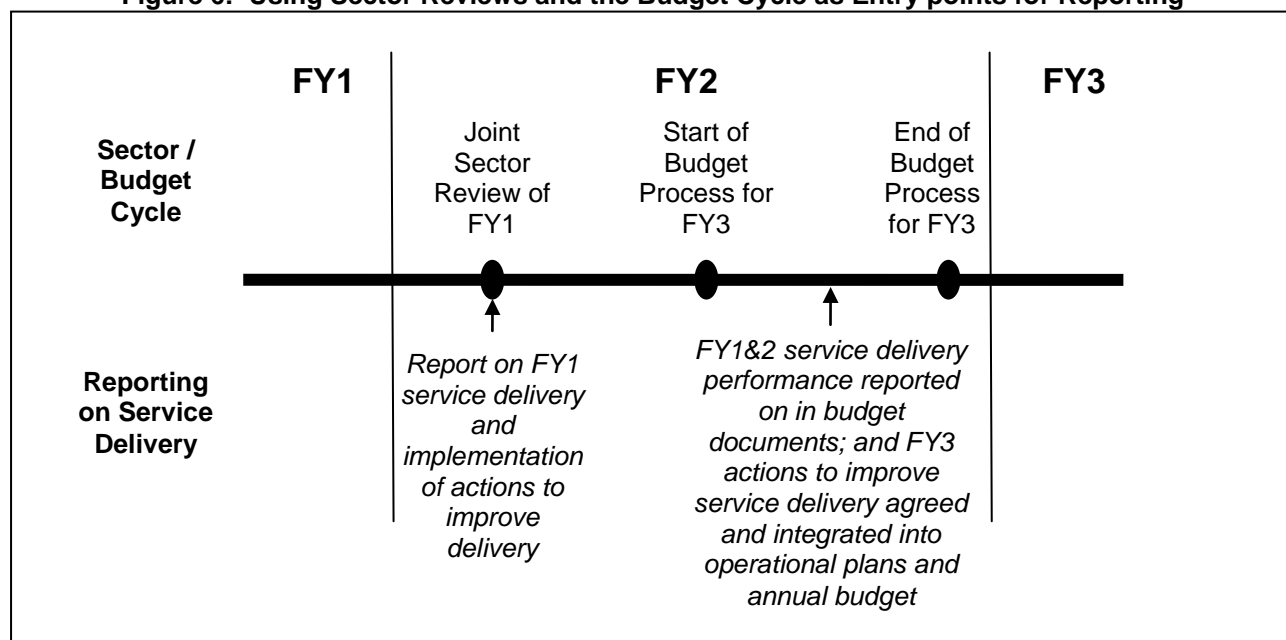 Figure 6: Using Sector Reviews and the Budget Cycle as Entry points for Reporting
FY1
FY2
FY3
Sector /
Budget
Cycle
Joint
Sector
Review of
FY1
Start of
Budget
Process for
FY3
End of
Budget
Process
for FY3
Reporting
on Service
Delivery
Report on FY1
service delivery
and
implementation
of actions to
improve
delivery
FY1&2 service delivery
performance reported
on in budget
documents; and FY3
actions to improve
service delivery agreed
and integrated into
operational plans and
annual budget